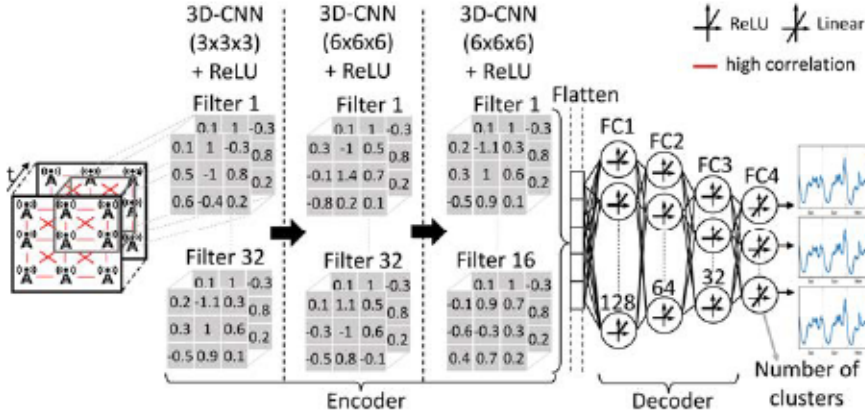 3D-CNN
(3x3x3)
+ ReLU
3D-CNN
(6x6x6)
+ ReLU
3D-CNN
(6x6x6)
+ ReLU
ReLU
Linear
high correlation
Filter 1
0.1 1 -0.3
0.1 1 -0.3
0.8
0.5 -1 0.8
0.2
0.6 -0.4 0.2
Filter 32
0.1 1 -0.3
0.2 -1.1 0.3
0.8
0.3 1 0.6
0.2
-0.5 0.9 0.1
Filter 1
0.1 1 -0.3
0.3 -1 0.5
0.8
-0.1 1.4 0.7
0.2
-0.8 0.2 0.1
Filter 32
0.1 1 -0.3
0.1 1.1 0.5
0.8
-0.3 -1 0.6
0.2
-0.5 0.8 -0.1
Filter 1
0.1 1 -0.3
0.2 -1.1 0.3
0.8
0.3 1 0.6
0.2
-0.5 0.9 0.1
Filter 16
0.1 1 -0.3
-0.1 0.9 0.7
0.8
-0.6 -0.3 0.3
0.2
0.4 0.7 0.2
t
Flatten
FC1
FC2
FC3
FC4
128
64
32
Encoder
Decoder
Number of
clusters